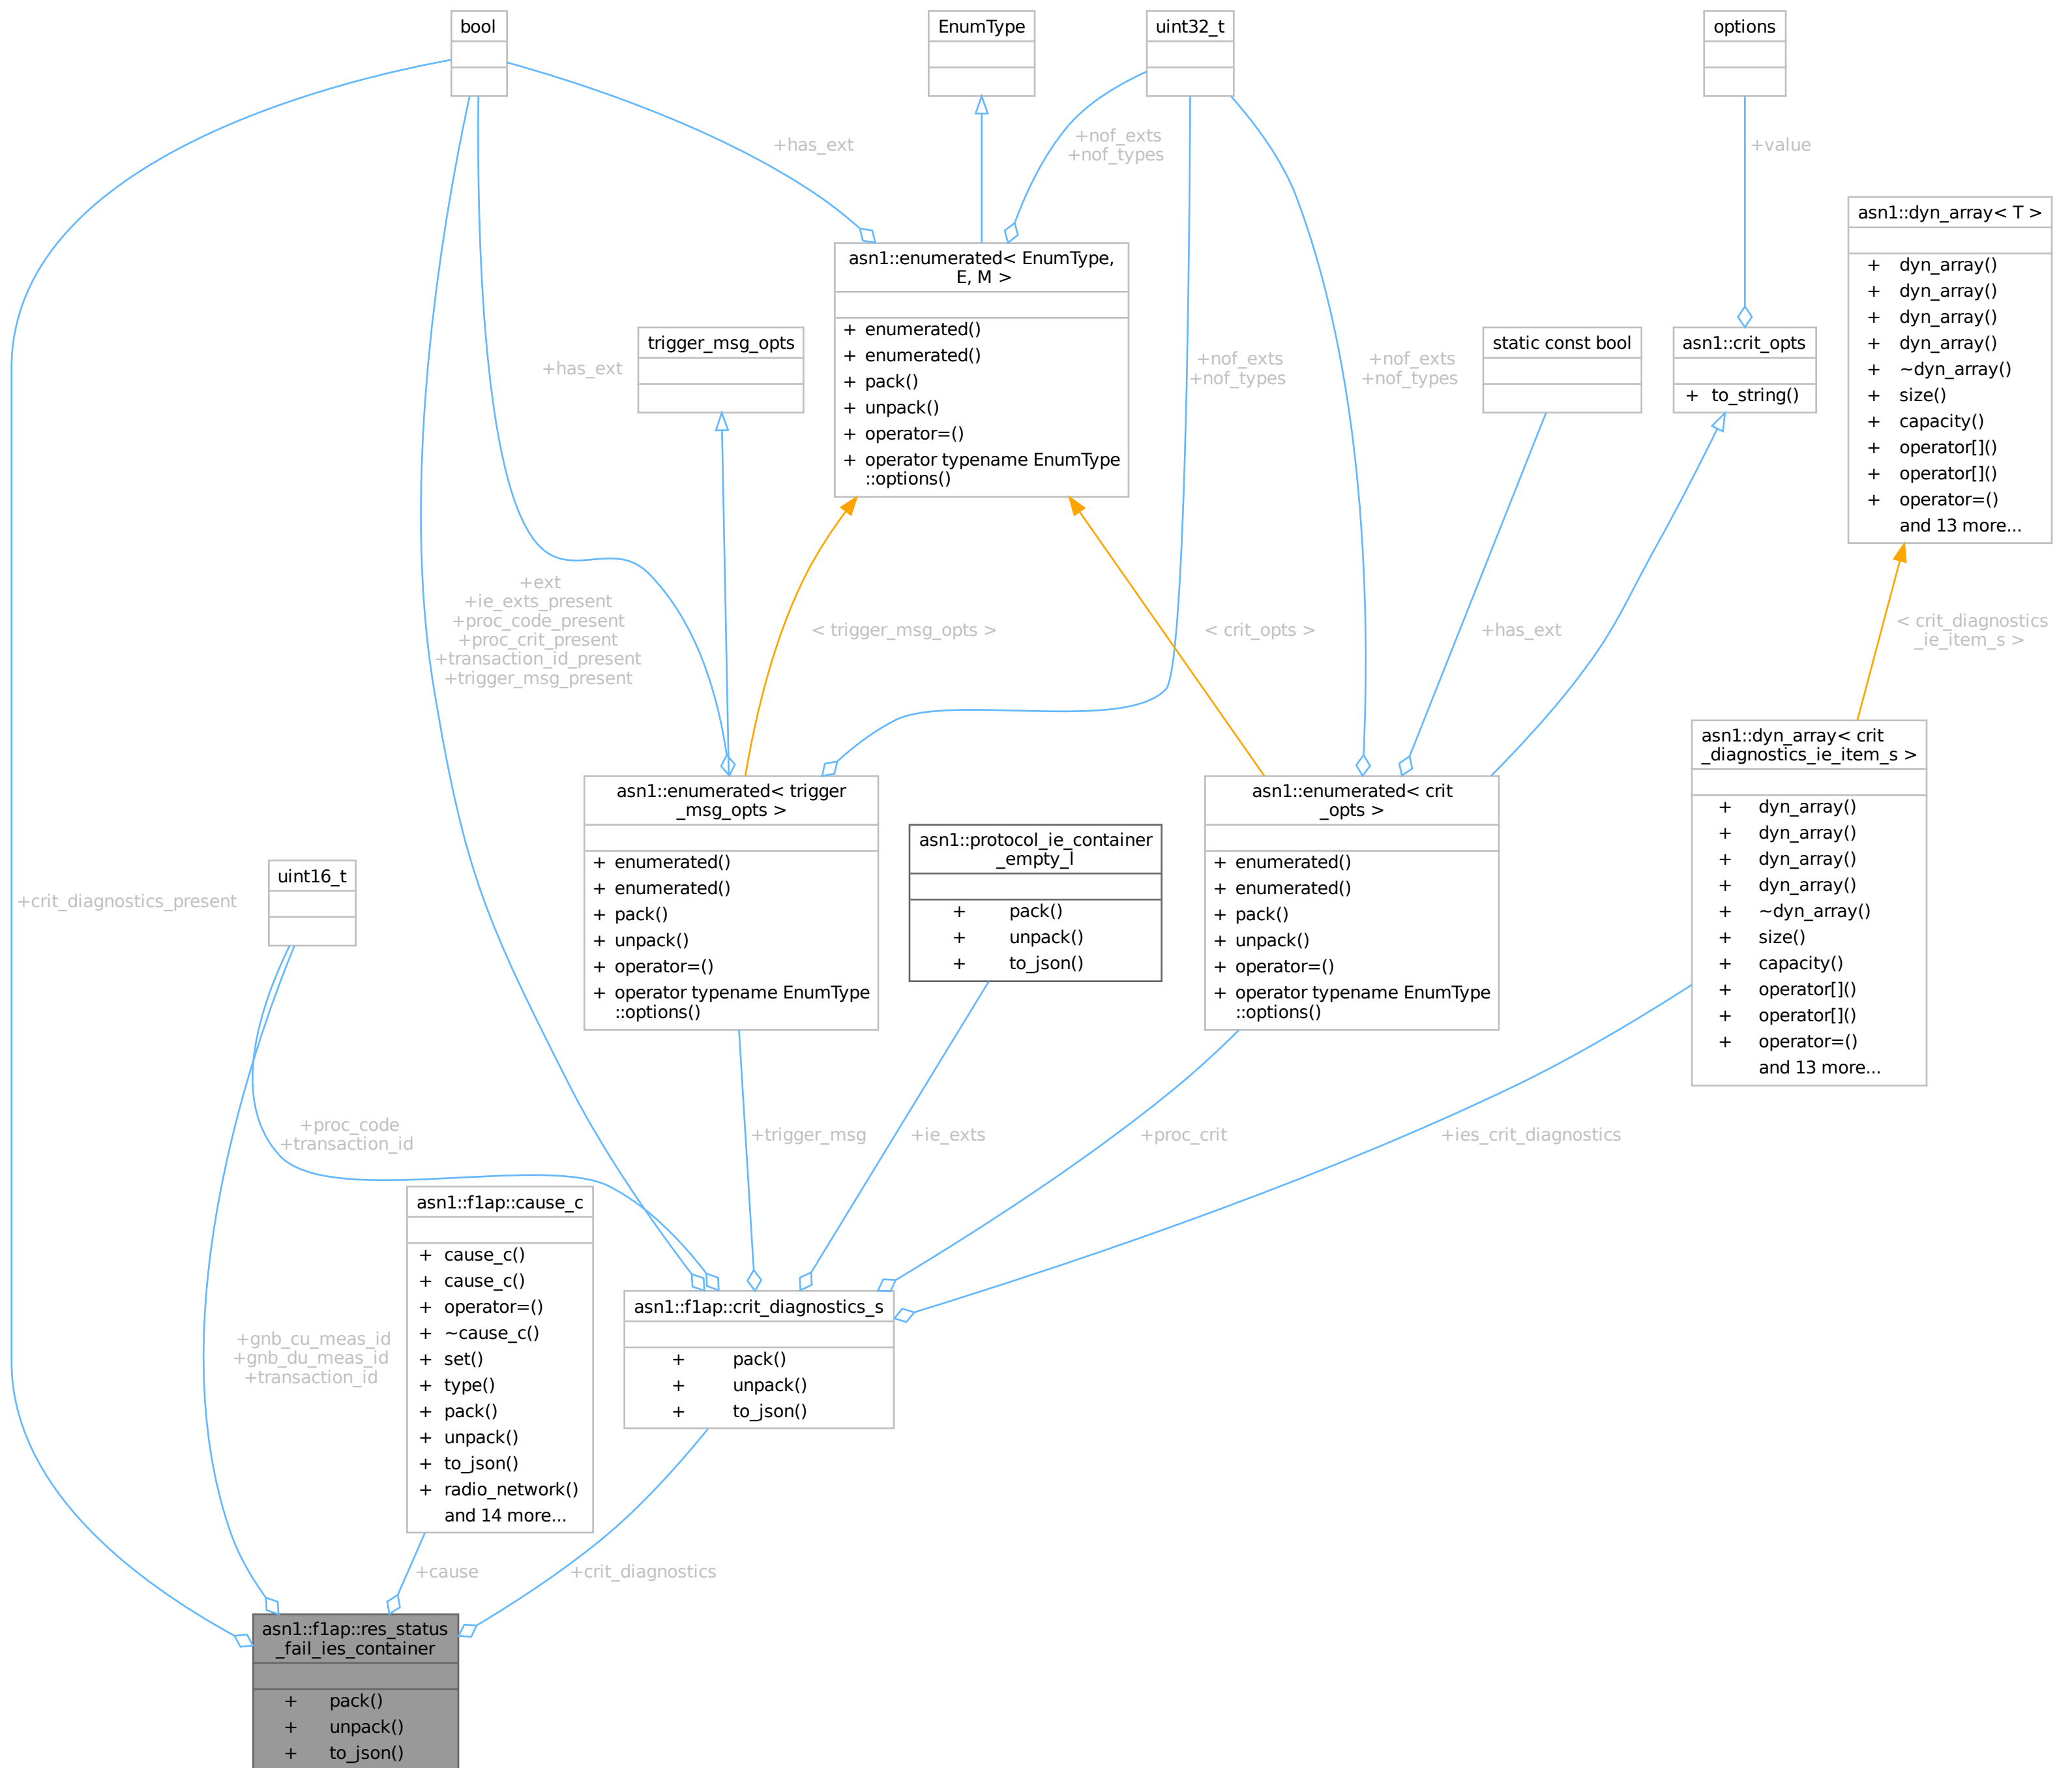 bool
EnumType
uint32_t
options
+has_ext
+nof_exts
+nof_types
+value
asn1::dyn_array< T >
+ dyn_array()
+ dyn_array()
+ dyn_array()
+ dyn_array()
+ ~dyn_array()
+ size()
+ capacity()
+ operator[]()
+ operator[]()
+ operator=()
and 13 more...
asn1::enumerated< EnumType,
E, M >
+ enumerated()
+ enumerated()
+ pack()
+ unpack()
+ operator=()
+ operator typename EnumType
::options()
trigger_msg_opts
static const bool
asn1::crit_opts
+ to_string()
+has_ext
+nof_exts
+nof_types
+nof_exts
+nof_types
+ext
+ie_exts_present
+proc_code_present
+proc_crit_present
+transaction_id_present
+trigger_msg_present
< trigger_msg_opts >
< crit_opts >
+has_ext
< crit_diagnostics
_ie_item_s >
asn1::dyn_array< crit
_diagnostics_ie_item_s >
+ dyn_array()
+ dyn_array()
+ dyn_array()
+ dyn_array()
+ ~dyn_array()
+ size()
+ capacity()
+ operator[]()
+ operator[]()
+ operator=()
and 13 more...
asn1::enumerated< trigger
_msg_opts >
+ enumerated()
+ enumerated()
+ pack()
+ unpack()
+ operator=()
+ operator typename EnumType
::options()
asn1::protocol_ie_container
_empty_l
+ pack()
+ unpack()
+ to_json()
asn1::enumerated< crit
_opts >
+ enumerated()
+ enumerated()
+ pack()
+ unpack()
+ operator=()
+ operator typename EnumType
::options()
uint16_t
+crit_diagnostics_present
+proc_code
+transaction_id
+trigger_msg
+ie_exts
+proc_crit
+ies_crit_diagnostics
asn1::f1ap::cause_c
+ cause_c()
+ cause_c()
+ operator=()
+ ~cause_c()
+ set()
+ type()
+ pack()
+ unpack()
+ to_json()
+ radio_network()
and 14 more...
asn1::f1ap::crit_diagnostics_s
+ pack()
+ unpack()
+ to_json()
+gnb_cu_meas_id
+gnb_du_meas_id
+transaction_id
+cause
+crit_diagnostics
asn1::f1ap::res_status
_fail_ies_container
+ pack()
+ unpack()
+ to_json()